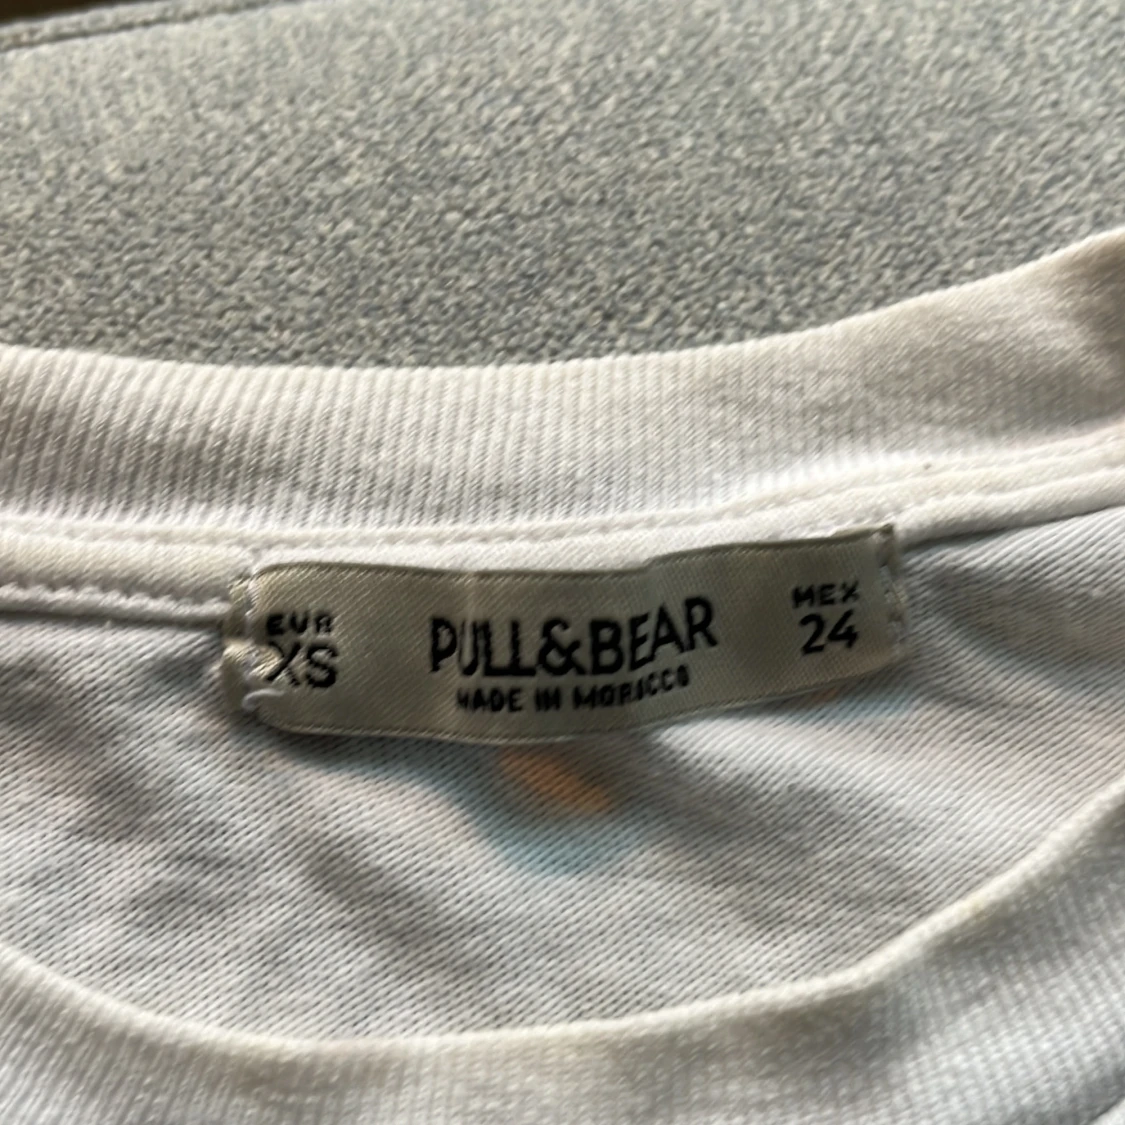 EUR
XS
PULL&BEAR
MADE IN MOROCCO
MEX
24